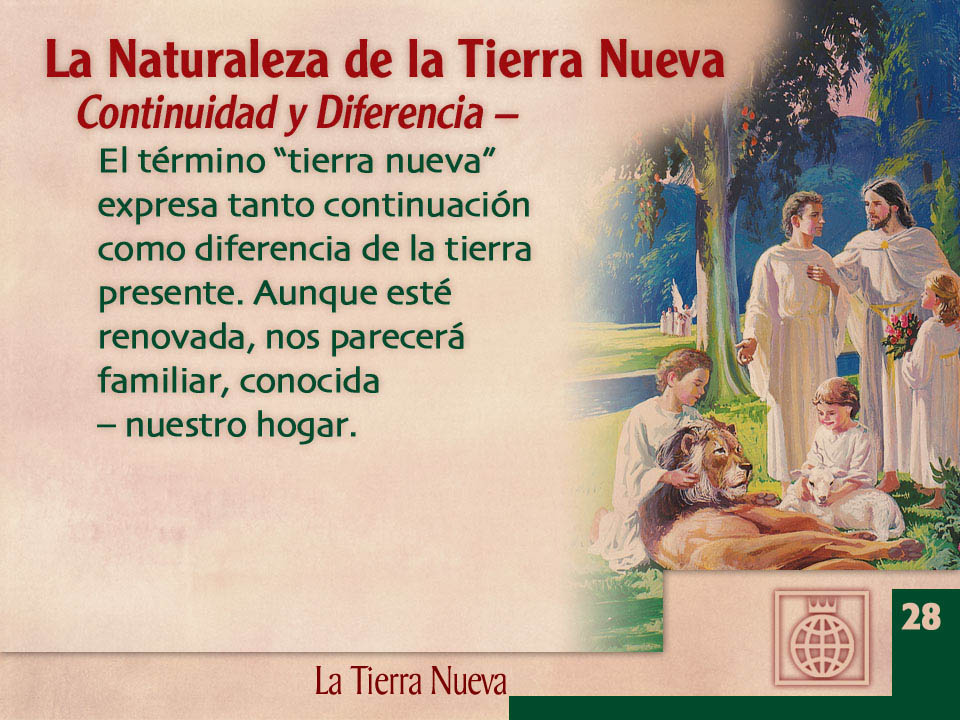 La Naturaleza de la Tierra Nueva
Continuidad y Diferencia –
El término “tierra nueva”
expresa tanto continuación
como diferencia de la tierra
presente. Aunque esté
renovada, nos parecerá
familiar, conocida
– nuestro hogar.
28
La Tierra Nueva